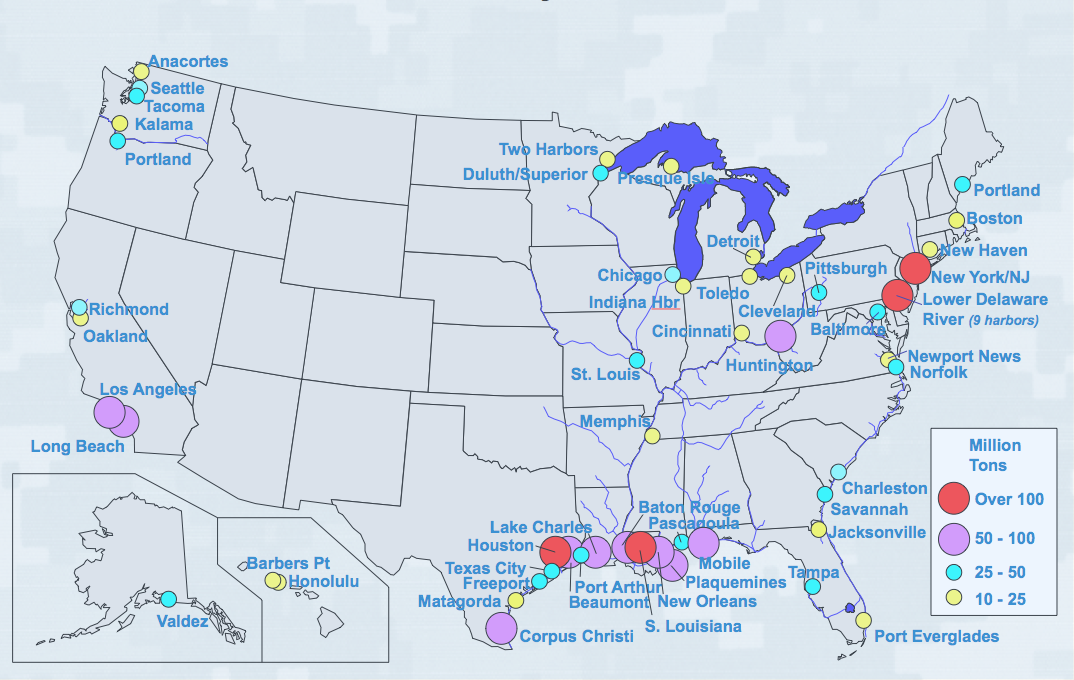 Anacortes
Seattle
Tacoma
Kalama
Portland
Two Harbors
Duluth/Superior
Presque Isle
Portland
Boston
New Haven
New York/NJ
Lower Delaware
River (9 harbors)
Detroit
Chicago
Indiana Hbr
Toledo
Cleveland
Pittsburgh
Baltimore
Cincinnati
Huntington
Newport News
Norfolk
St. Louis
Memphis
Richmond
Oakland
Los Angeles
Long Beach
Charleston
Savannah
Jacksonville
Tampa
Port Everglades
Baton Rouge
Pascagoula
Lake Charles
Houston
Texas City
Freeport
Matagorda
Corpus Christi
Port Arthur
Beaumont
Mobile
Plaquemines
New Orleans
S. Louisiana
Barbers Pt
Honolulu
Valdez
Million
Tons
Over 100
50 - 100
25 - 50
10 - 25